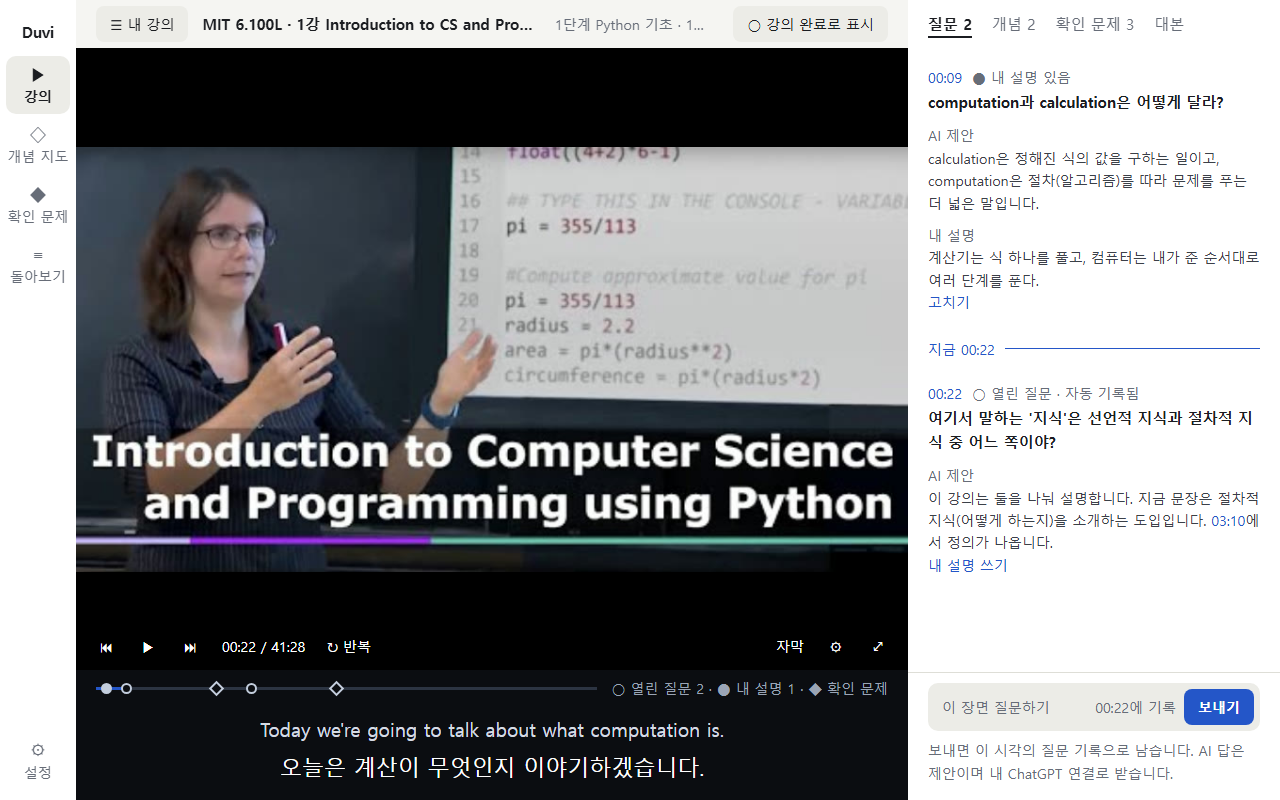 Duvi
▶
강의
◇
개념 지도
◆
확인 문제
≡
돌아보기
⚙
설정
☰ 내 강의
MIT 6.100L · 1강 Introduction to CS and Pro...
1단계 Python 기초 · 1...
○ 강의 완료로 표시
14 float((4+2)*6-1)
15
16 ## TYPE THIS IN THE CONSOLE - VARIABL
17 pi = 355/113
18
19 #Compute approximate value for pi
20 pi = 355/113
21 radius = 2.2
area = pi*(radius**2)
circumference = pi*(radius*2)
Introduction to Computer Science
and Programming using Python
⏮ ▶ ⏭ 00:22 / 41:28 ↻ 반복
자막 ⚙ ⤢
○ 열린 질문 2 · ● 내 설명 1 · ◆ 확인 문제
Today we're going to talk about what computation is.
오늘은 계산이 무엇인지 이야기하겠습니다.
질문 2 개념 2 확인 문제 3 대본
00:09 ● 내 설명 있음
computation과 calculation은 어떻게 달라?
AI 제안
calculation은 정해진 식의 값을 구하는 일이고,
computation은 절차(알고리즘)를 따라 문제를 푸는
더 넓은 말입니다.
내 설명
계산기는 식 하나를 풀고, 컴퓨터는 내가 준 순서대로
여러 단계를 푼다.
고치기
지금 00:22
00:22 ○ 열린 질문 · 자동 기록됨
여기서 말하는 '지식'은 선언적 지식과 절차적 지
식 중 어느 쪽이야?
AI 제안
이 강의는 둘을 나눠 설명합니다. 지금 문장은 절차적
지식(어떻게 하는지)을 소개하는 도입입니다. 03:10에
서 정의가 나옵니다.
내 설명 쓰기
이 장면 질문하기 00:22에 기록 보내기
보내면 이 시각의 질문 기록으로 남습니다. AI 답은
제안이며 내 ChatGPT 연결로 받습니다.